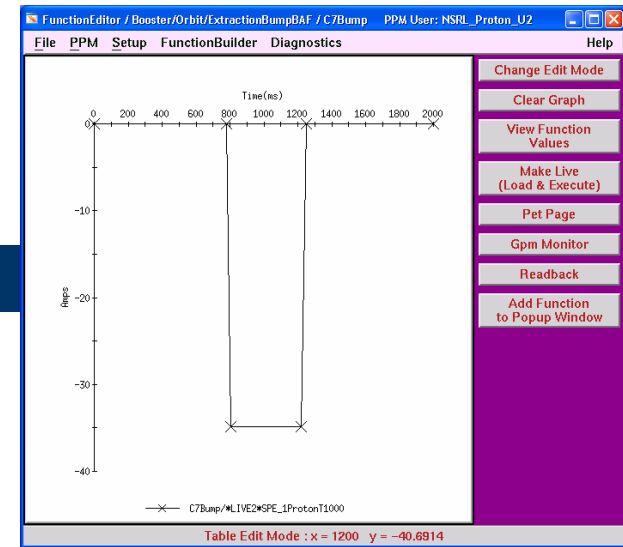 FunctionEditor / Booster/Orbit/ExtractionBumpBAF / C7Bump PPM User: NSRL_Proton_U2
File PPM Setup FunctionBuilder Diagnostics Help
Time(ms)
0 200 400 600 800 1000 1200 1400 1600 1800 2000
0
-10
-20
-30
-40
Amps
C7Bump/*LIVE2*SPE_1ProtonT1000
Change Edit Mode
Clear Graph
View Function
Values
Make Live
(Load & Execute)
Pet Page
Gpm Monitor
Readback
Add Function
to Popup Window
Table Edit Mode : x = 1200 y = -40.6914